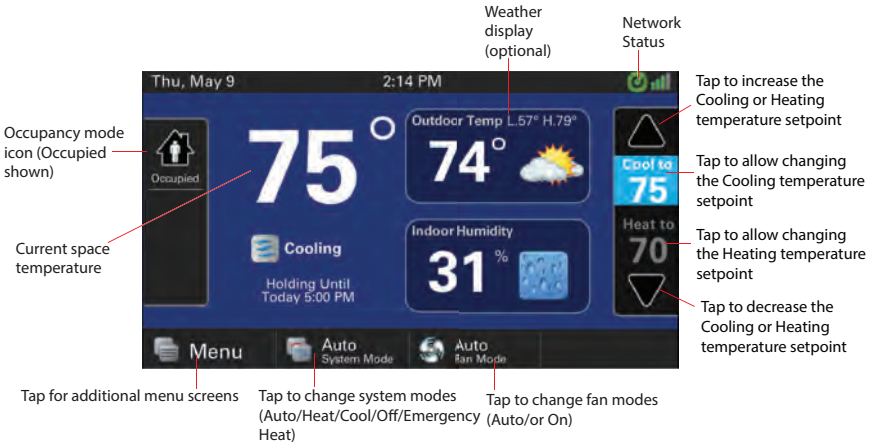 Weather
display
(optional)
Network
Status
Thu, May 9
2:14 PM
Tap to increase the
Cooling or Heating
temperature setpoint
Occupancy mode
icon (Occupied
shown)
Occupied
75°
Outdoor Temp L.57° H.79°
74°
Cool to
75
Tap to allow changing
the Cooling temperature
setpoint
Current space
temperature
Cooling
Holding Until
Today 5:00 PM
Indoor Humidity
31%
Heat to
70
Tap to allow changing
the Heating temperature
setpoint
Tap to decrease the
Cooling or Heating
temperature setpoint
Menu
Auto
System Mode
Auto
Fan Mode
Tap for additional menu screens
Tap to change system modes
(Auto/Heat/Cool/Off/Emergency
Heat)
Tap to change fan modes
(Auto/or On)